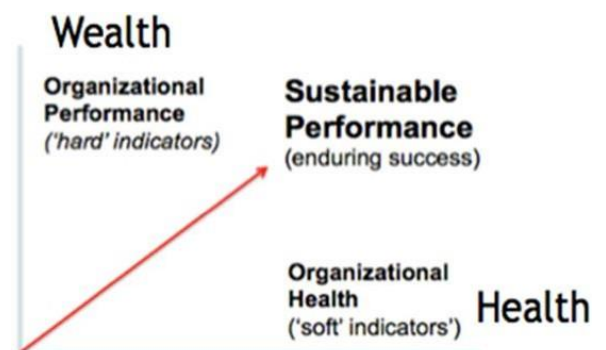 Wealth
Organizational
Performance
('hard' indicators)
Sustainable
Performance
(enduring success)
Organizational
Health
('soft' indicators')
Health